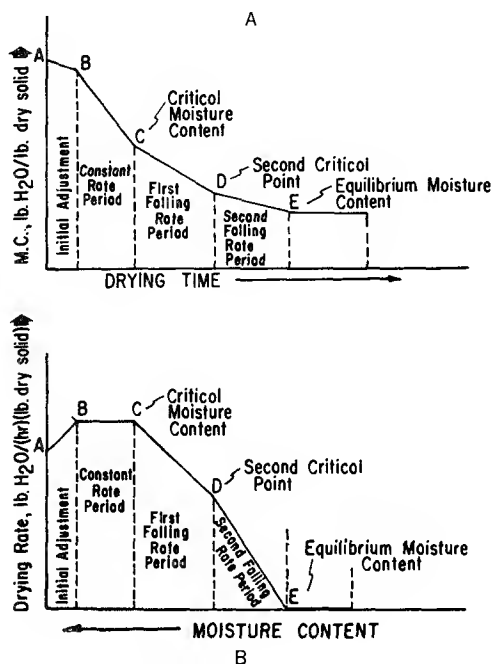 A
M.C., lb. H2O/lb. dry solid
A
B
C
Criticol
Moisture
Content
D
Second Critical
Point
E
Equilibrium Moisture
Content
Initial Adjustment
Constant
Rate
Period
First
Falling
Rate
Period
Second
Falling
Rate
Period
DRYING TIME
Drying Rate, lb. H2O/(hr)(lb. dry solid)
A
B
C
Criticol
Moisture
Content
D
Second Critical
Point
E
Equilibrium Moisture
Content
Initial Adjustment
Constant
Rate
Period
First
Falling
Rate
Period
Second Falling
Rate Period
MOISTURE CONTENT
B